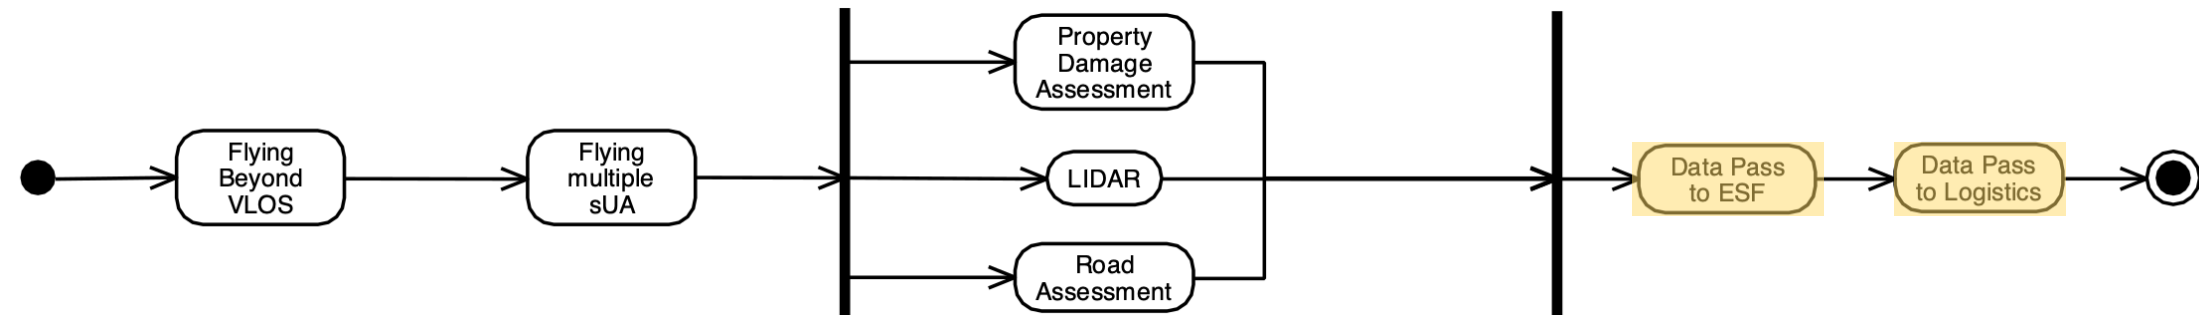 Flying
Beyond
VLOS
Flying
multiple
sUA
Property
Damage
Assessment
LIDAR
Road
Assessment
Data Pass
to ESF
Data Pass
to Logistics